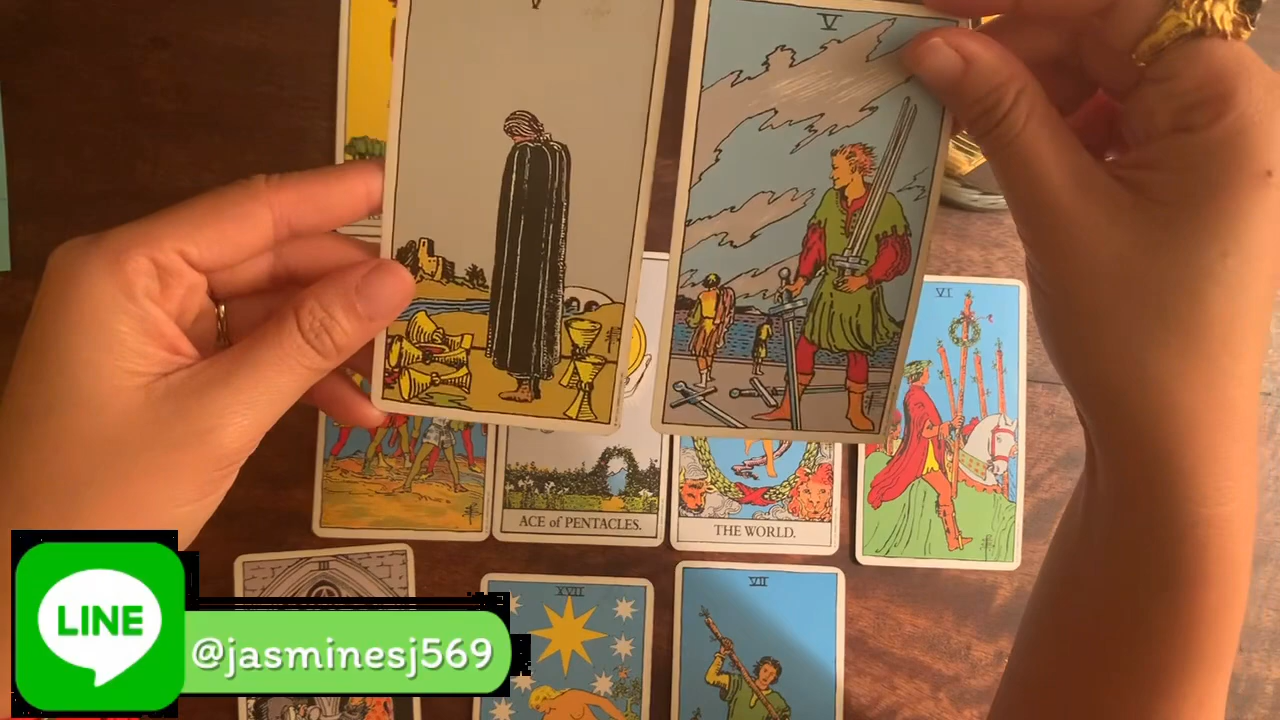 V
V
VI
ACE of PENTACLES.
THE WORLD.
XVII
VII
LINE
@jasminesj569